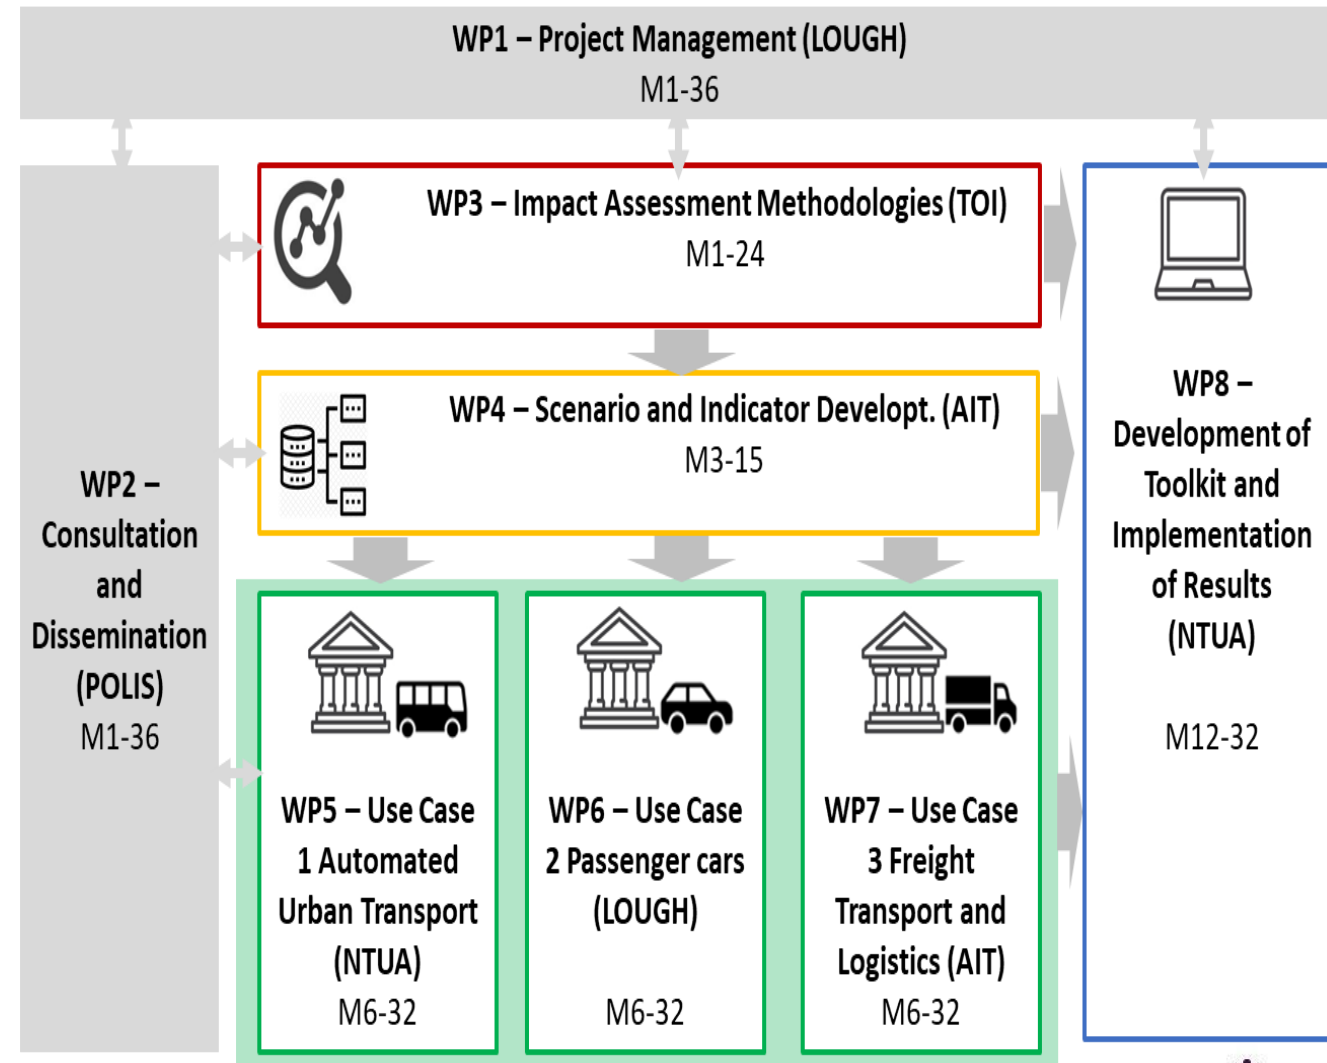 WP1 – Project Management (LOUGH)
M1-36
WP2 –
Consultation
and
Dissemination
(POLIS)
M1-36
WP3 – Impact Assessment Methodologies (TOI)
M1-24
WP4 – Scenario and Indicator Developt. (AIT)
M3-15
WP5 – Use Case
1 Automated
Urban Transport
(NTUA)
M6-32
WP6 – Use Case
2 Passenger cars
(LOUGH)
M6-32
WP7 – Use Case
3 Freight
Transport and
Logistics (AIT)
M6-32
WP8 –
Development of
Toolkit and
Implementation
of Results
(NTUA)
M12-32